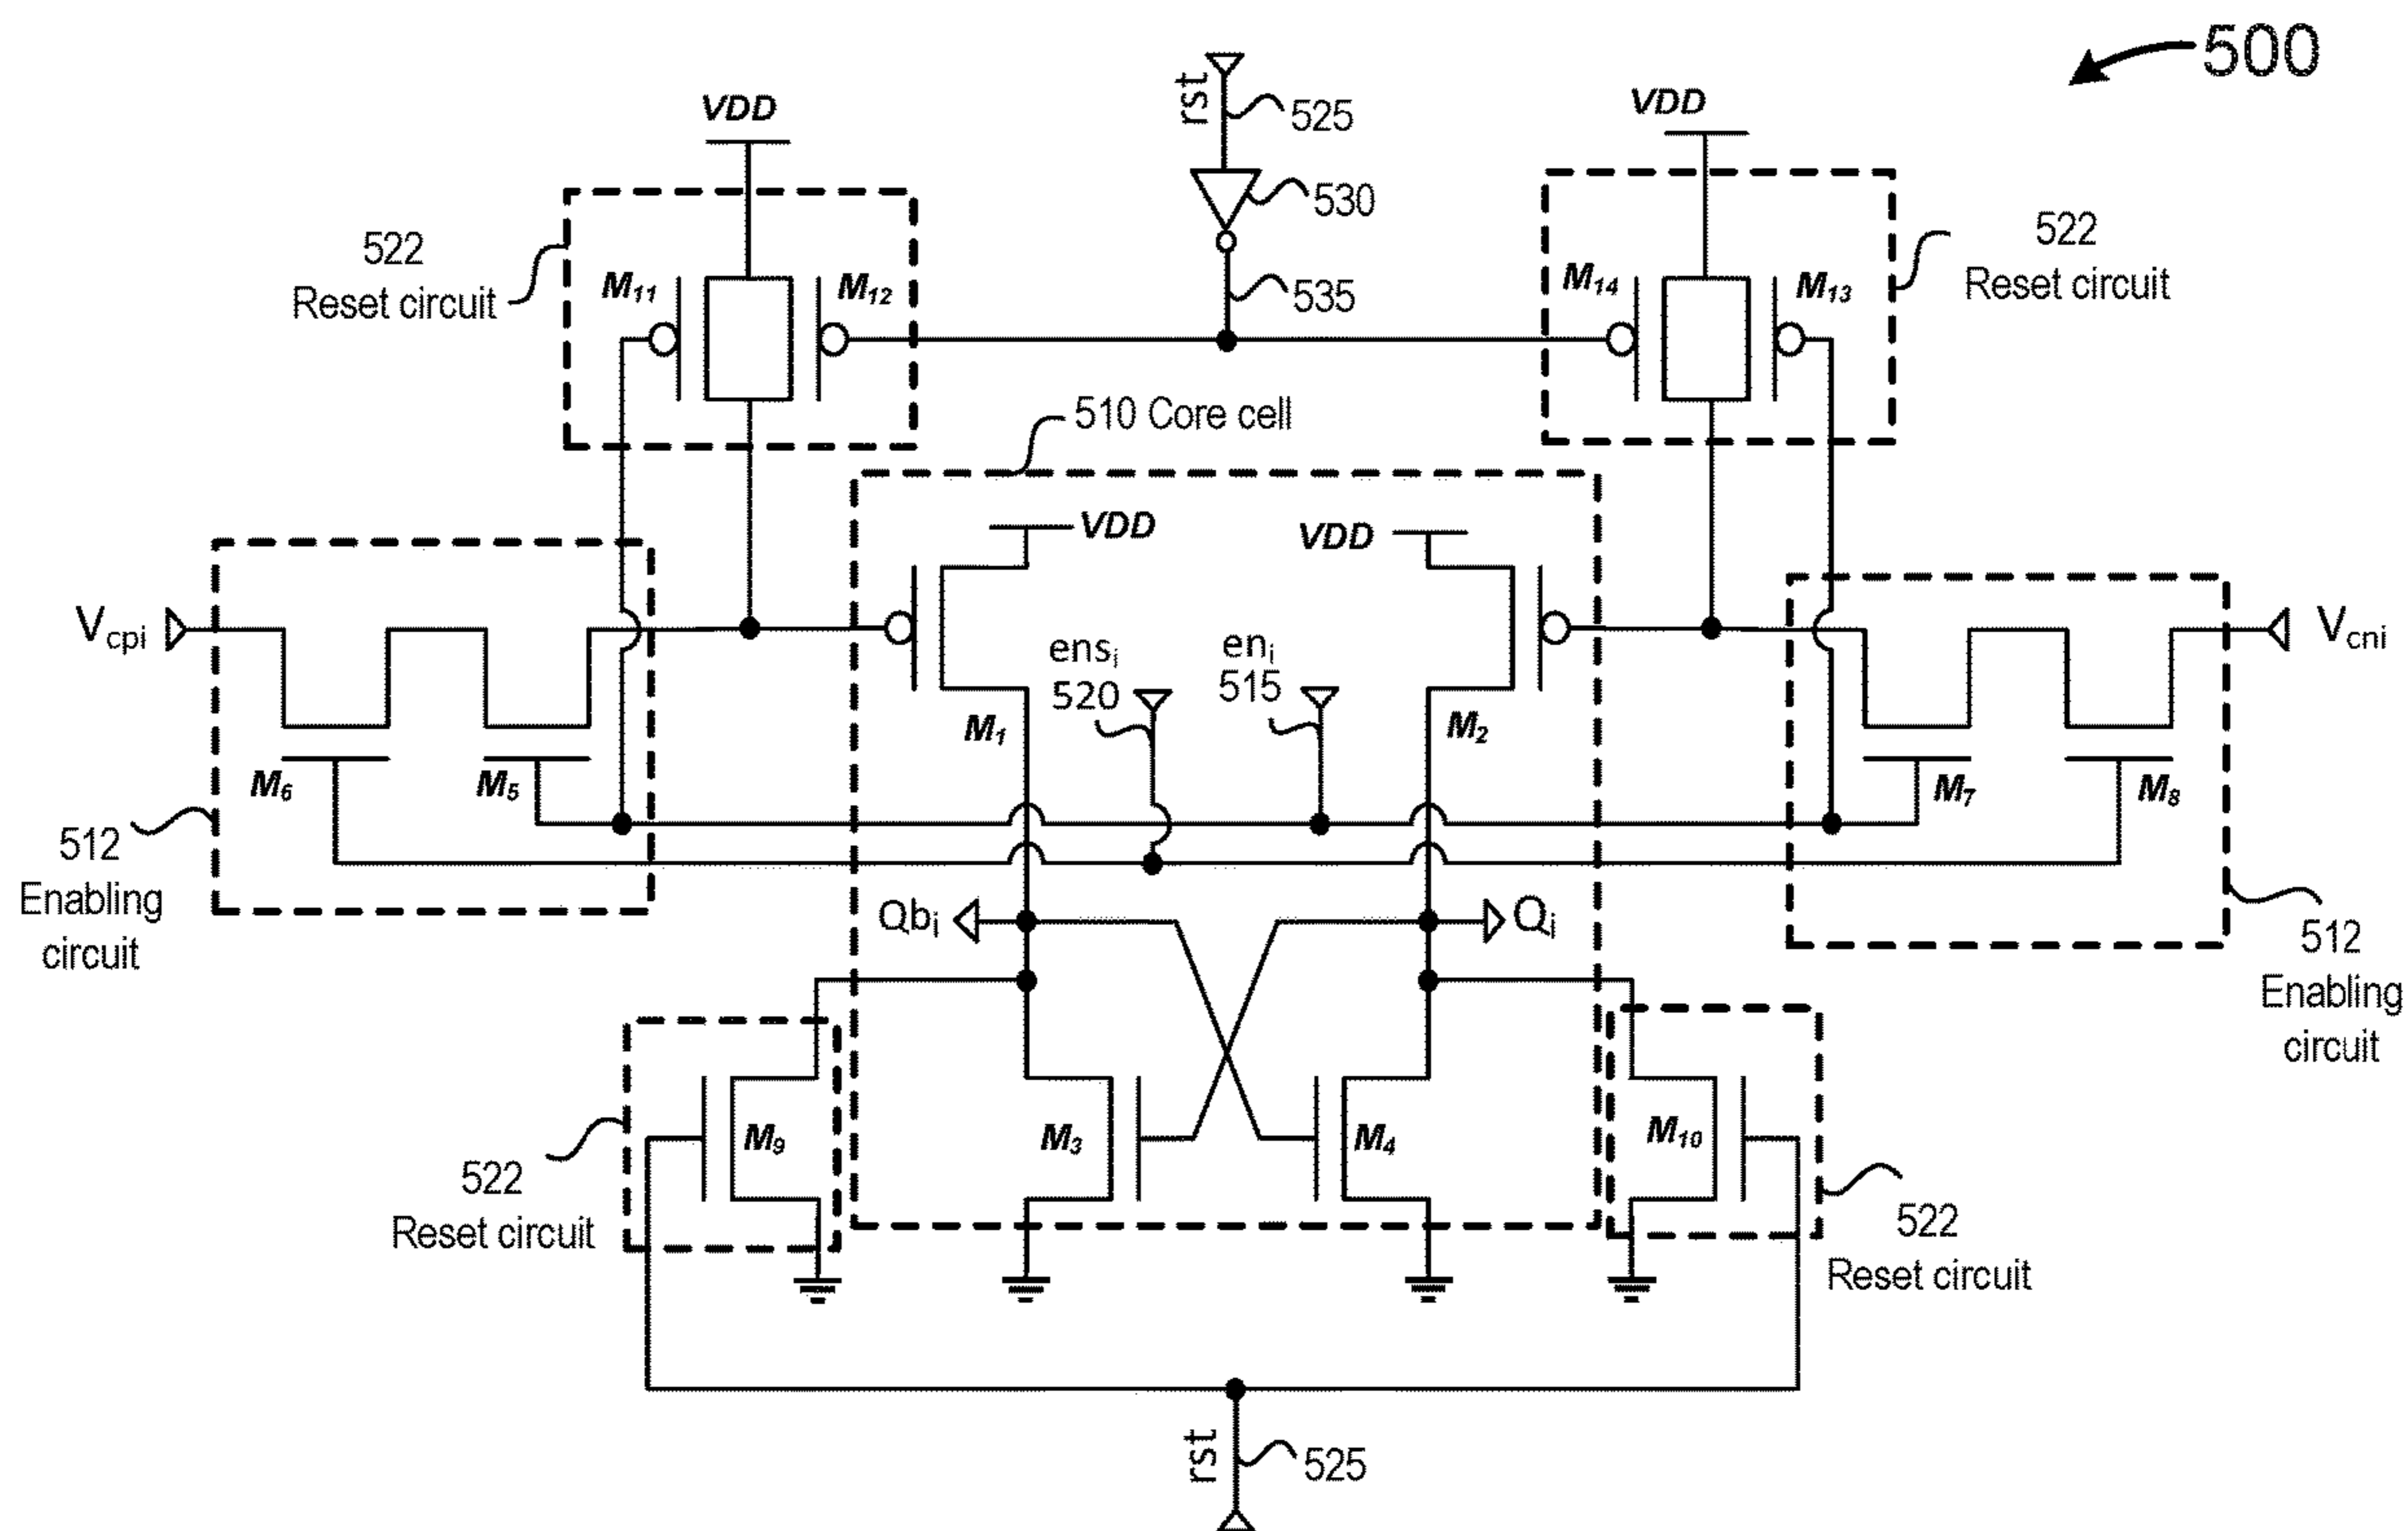 500
rst
525
VDD
VDD
530
522
Reset circuit
M11
M12
535
M14
M13
522
Reset circuit
510 Core cell
VDD
VDD
Vcpi
ensi
520
eni
515
Vcni
M1
M2
M6
M5
M7
M8
512
Enabling
circuit
Qbi
Qi
512
Enabling
circuit
M9
M3
M4
M10
522
Reset circuit
522
Reset circuit
rst
525